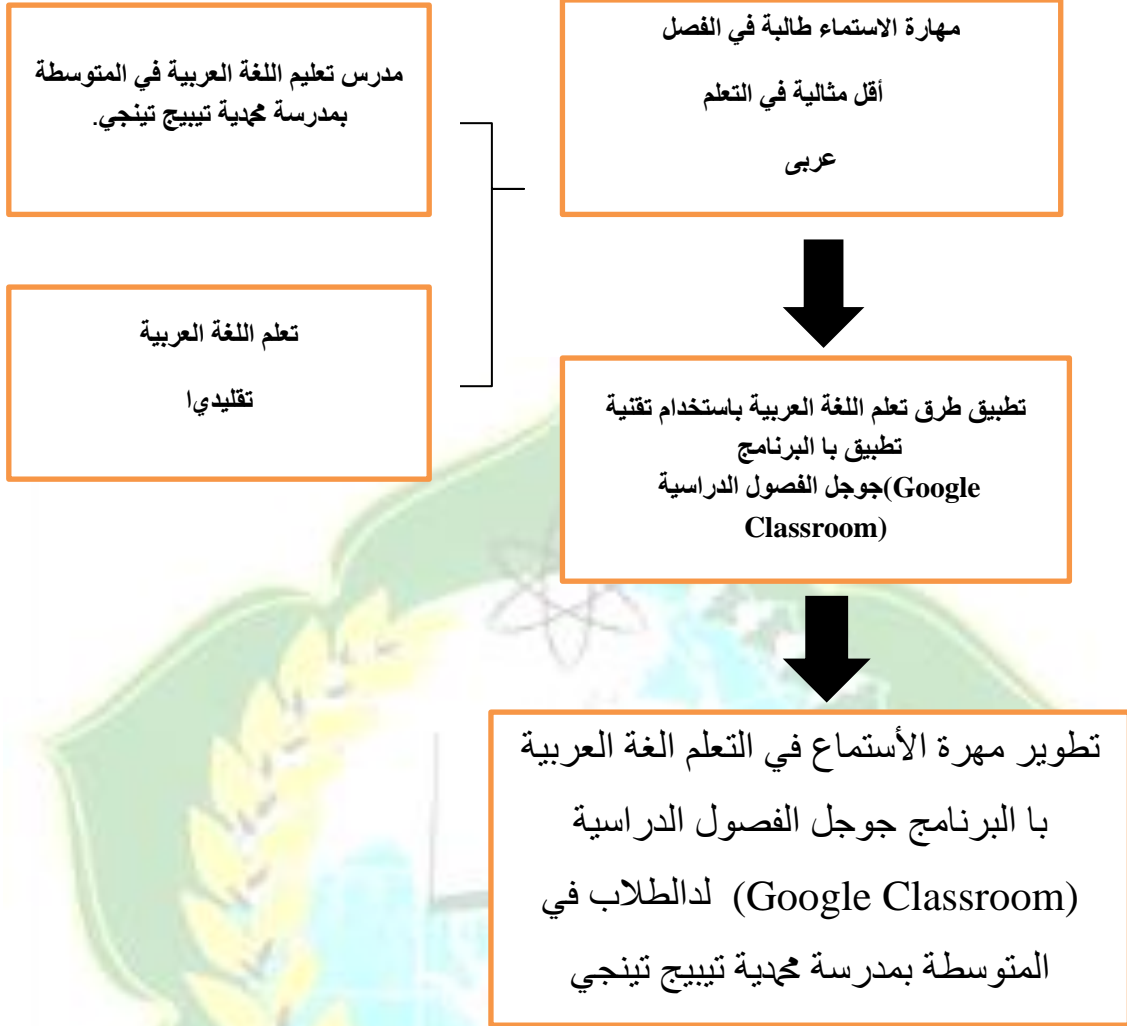 مهارة الاستماء طالبة في الفصل
أقل مثالية في التعلم
عربى
مدرس تعليم اللغة العربية في المتوسطة
بمدرسة محمدية تيبيج تينجي.
تعلم اللغة العربية
تقليديا
تطبيق طرق تعلم اللغة العربية باستخدام تقنية
تطبيق با البرنامج
جوجل الفصول الدراسية(Google
Classroom)
تطوير مهرة الأستماع في التعلم الغة العربية
با البرنامج جوجل الفصول الدراسية
(Google Classroom) لدالطلاب في
المتوسطة بمدرسة محمدية تيبيج تينجي